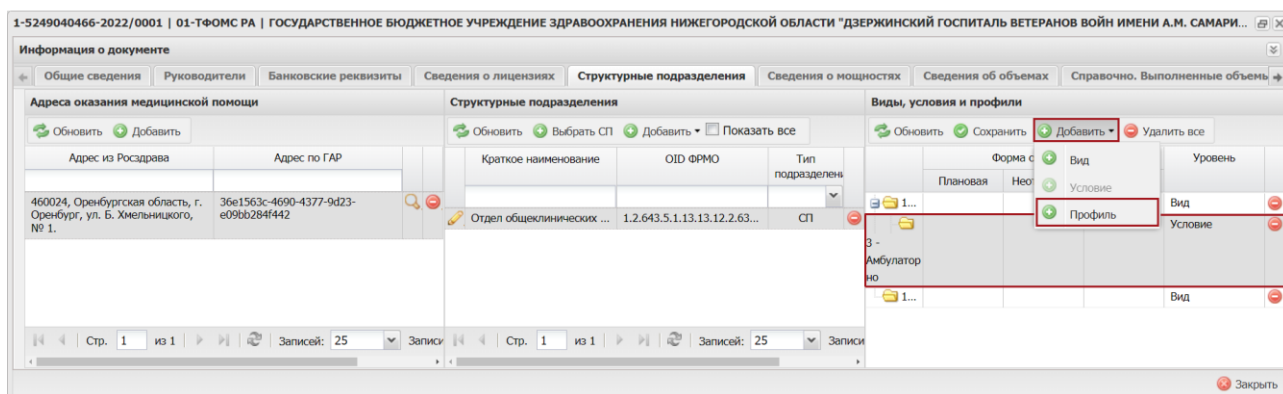 1-5249040466-2022/0001 | 01-ТФОМС РА | ГОСУДАРСТВЕННОЕ БЮДЖЕТНОЕ УЧРЕЖДЕНИЕ ЗДРАВООХРАНЕНИЯ НИЖЕГОРОДСКОЙ ОБЛАСТИ "ДЗЕРЖИНСКИЙ ГОСПИТАЛЬ ВЕТЕРАНОВ ВОЙН ИМЕНИ А.М. САМАРИ...
Информация о документе
Общие сведения Руководители Банковские реквизиты Сведения о лицензиях Структурные подразделения Сведения о мощностях Сведения об объемах Справочно. Выполненные объемы
Адреса оказания медицинской помощи Структурные подразделения Виды, условия и профили
Обновить Добавить Обновить Выбрать СП Добавить Показать все Обновить Сохранить Добавить Удалить все
Адрес из Росздрава Адрес по ГАР Краткое наименование OID ФРМО Тип Форма о Вид Уровень
подразделени
Плановая Неот Условие
Профиль
460024, Оренбургская область, г. 36e1563c-4690-4377-9d23- 1... Вид
Оренбург, ул. Б. Хмельницкого, e09bb284f442 Отдел общеклинических ... 1.2.643.5.1.13.13.12.2.63... СП Условие
№ 1.
3 -
Амбулатор
но
1... Вид
Стр. 1 из 1 Записей: 25 Записи Стр. 1 из 1 Записей: 25 Записи
Закрыть